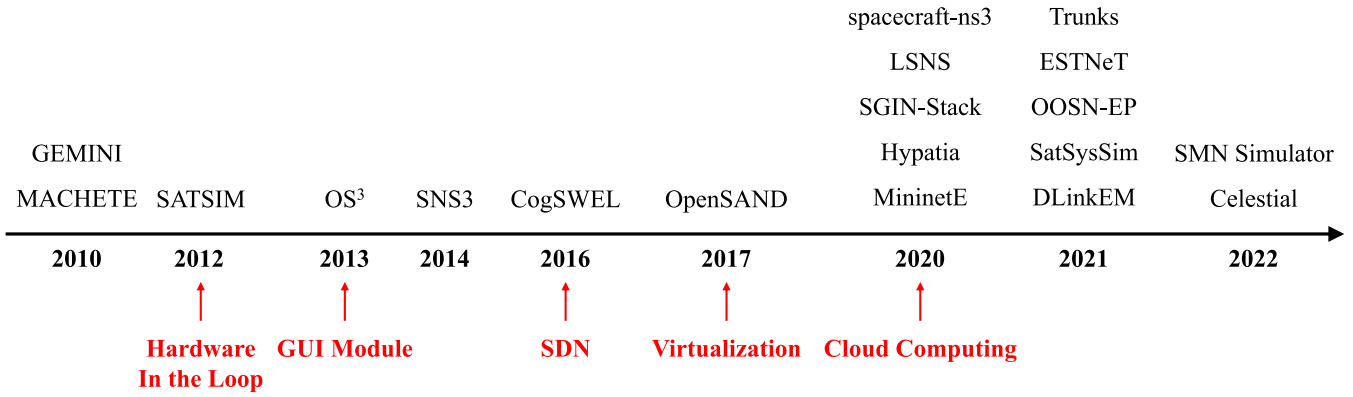 spacecraft-ns3
Trunks
LSNS
ESTNeT
SGIN-Stack
OOSN-EP
GEMINI
Hypatia
SatSysSim
SMN Simulator
MACHETE
SATSIM
OS³
SNS3
CogSWEL
OpenSAND
MininetE
DLinkEM
Celestial
2010
2012
2013
2014
2016
2017
2020
2021
2022
Hardware
In the Loop
GUI Module
SDN
Virtualization
Cloud Computing